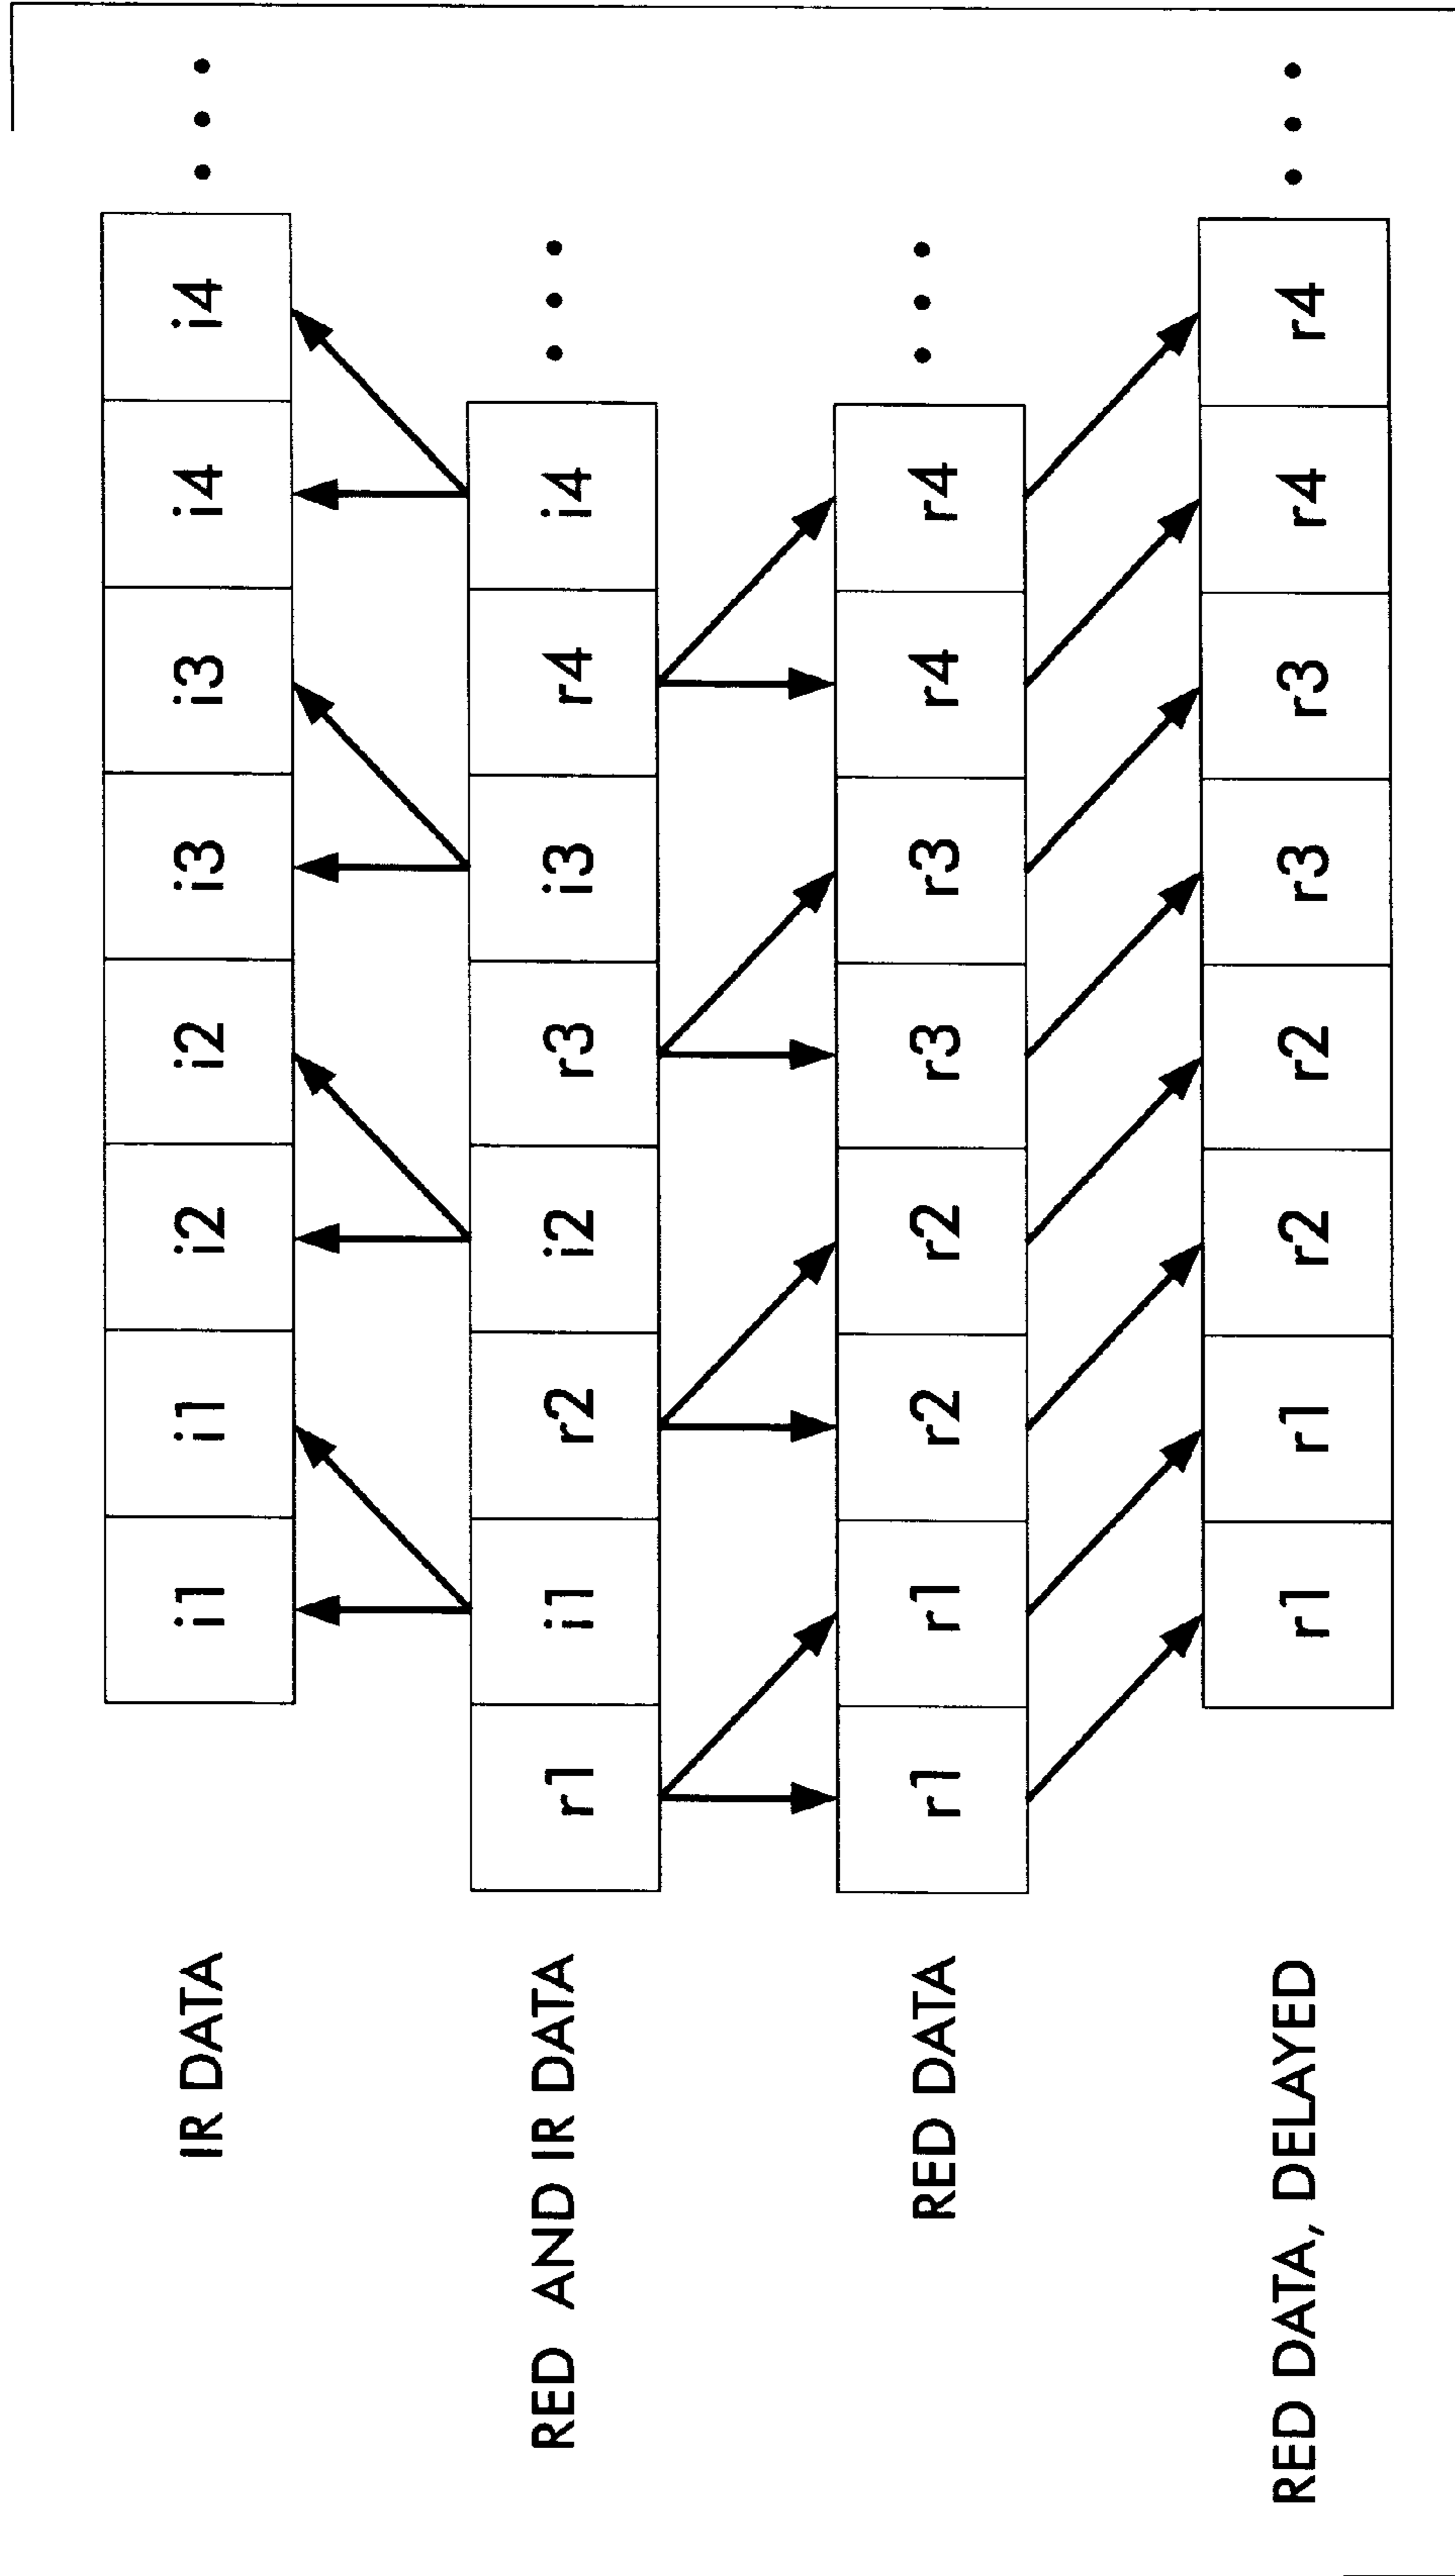 IR DATA i1 i1 i2 i2 i3 i3 i4 i4 • • •
RED AND IR DATA r1 i1 r2 i2 r3 i3 r4 i4 • • •
RED DATA r1 r1 r2 r2 r3 r3 r4 r4 • • •
RED DATA, DELAYED r1 r1 r2 r2 r3 r3 r4 r4 • • •